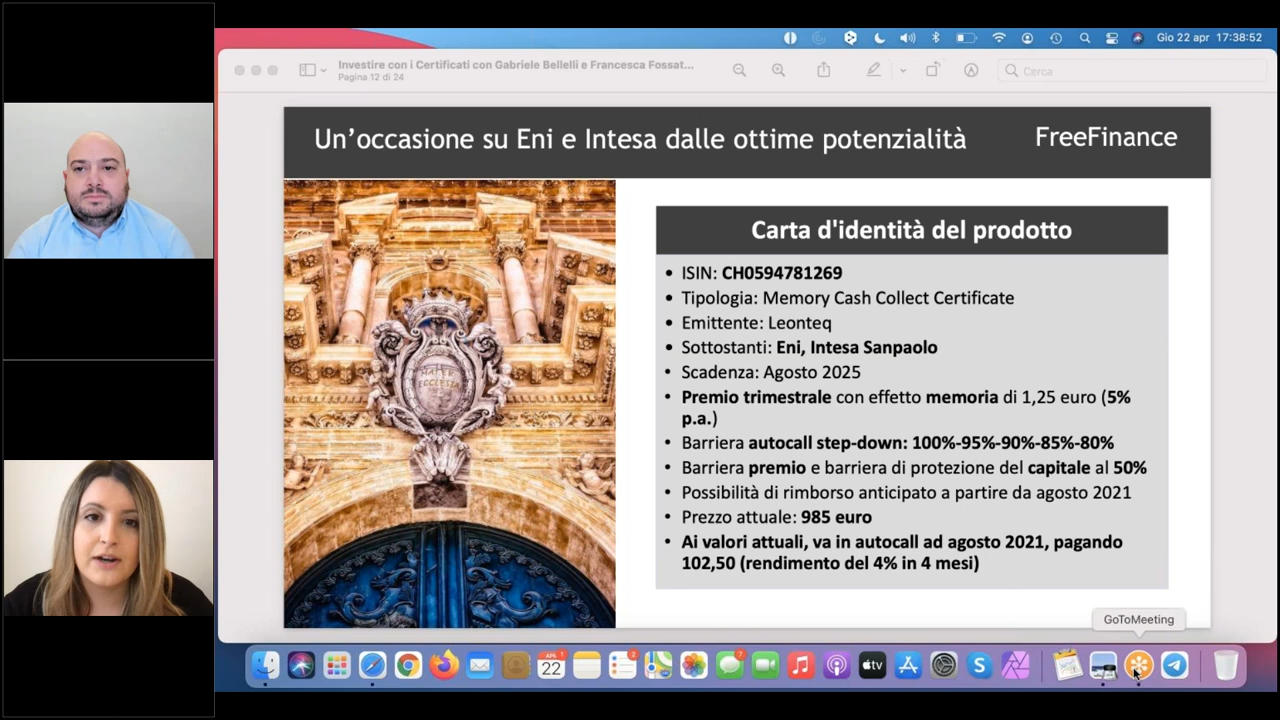 Gio 22 apr 17:38:52
Investire con i Certificati con Gabriele Bellelli e Francesca Fossat...
Pagina 12 di 24
Cerca
Un’occasione su Eni e Intesa dalle ottime potenzialità
FreeFinance
MATER
ECCLESIA
Carta d'identità del prodotto
• ISIN: CH0594781269
• Tipologia: Memory Cash Collect Certificate
• Emittente: Leonteq
• Sottostanti: Eni, Intesa Sanpaolo
• Scadenza: Agosto 2025
• Premio trimestrale con effetto memoria di 1,25 euro (5%
p.a.)
• Barriera autocall step-down: 100%-95%-90%-85%-80%
• Barriera premio e barriera di protezione del capitale al 50%
• Possibilità di rimborso anticipato a partire da agosto 2021
• Prezzo attuale: 985 euro
• Ai valori attuali, va in autocall ad agosto 2021, pagando
102,50 (rendimento del 4% in 4 mesi)
GoToMeeting
APR
22
tv